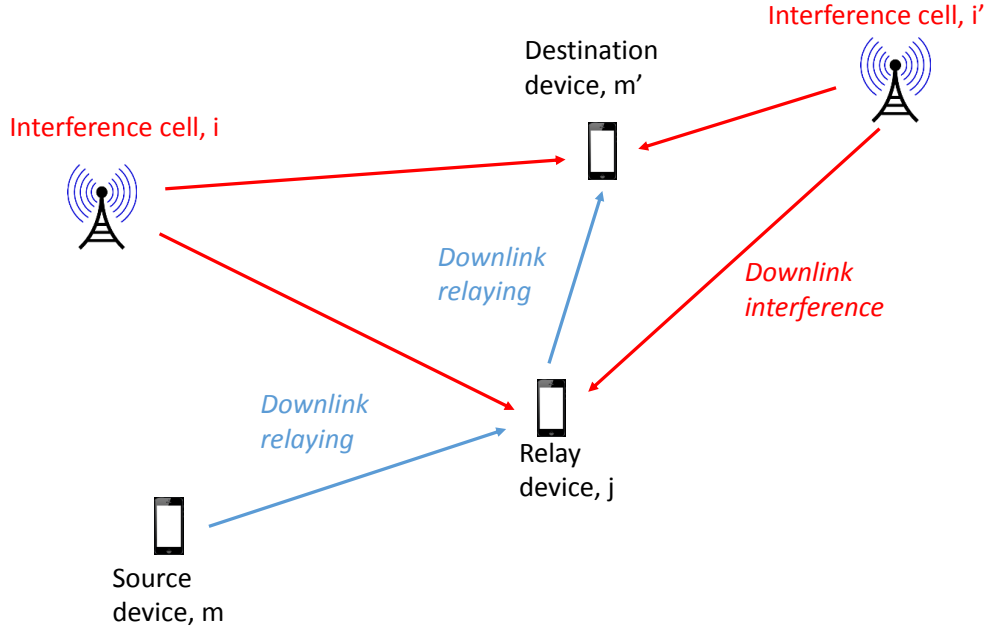 Interference cell, i'
Destination
device, m'
Interference cell, i
Downlink
relaying
Downlink
interference
Downlink
relaying
Relay
device, j
Source
device, m